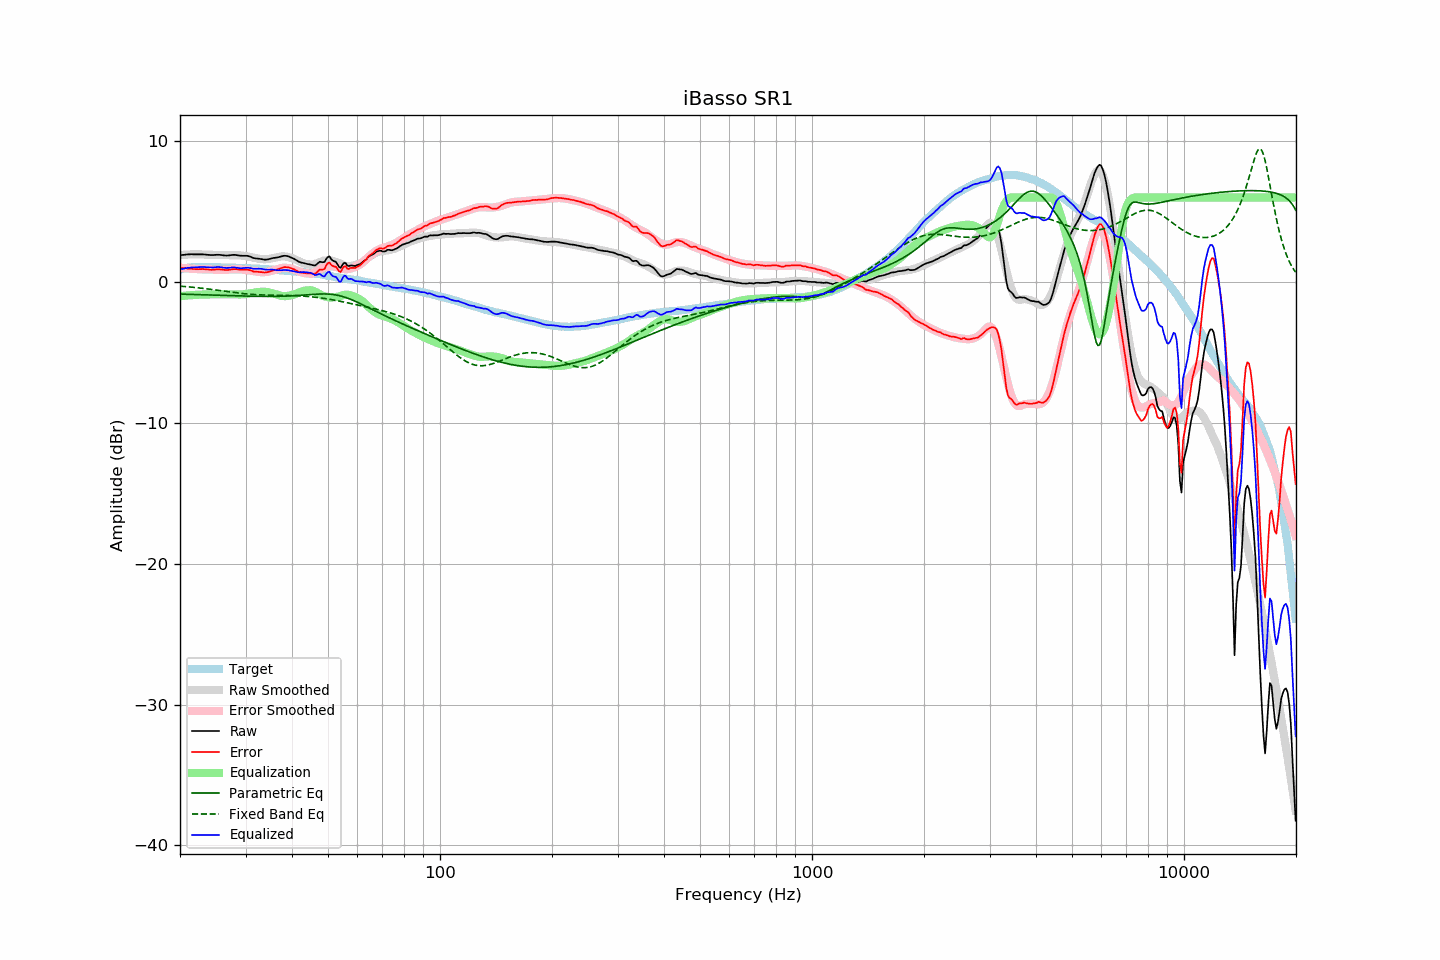 iBasso SR1
Amplitude (dBr)
10
0
−10
−20
−30
−40
Target
Raw Smoothed
Error Smoothed
Raw
Error
Equalization
Parametric Eq
Fixed Band Eq
Equalized
100
1000
10000
Frequency (Hz)